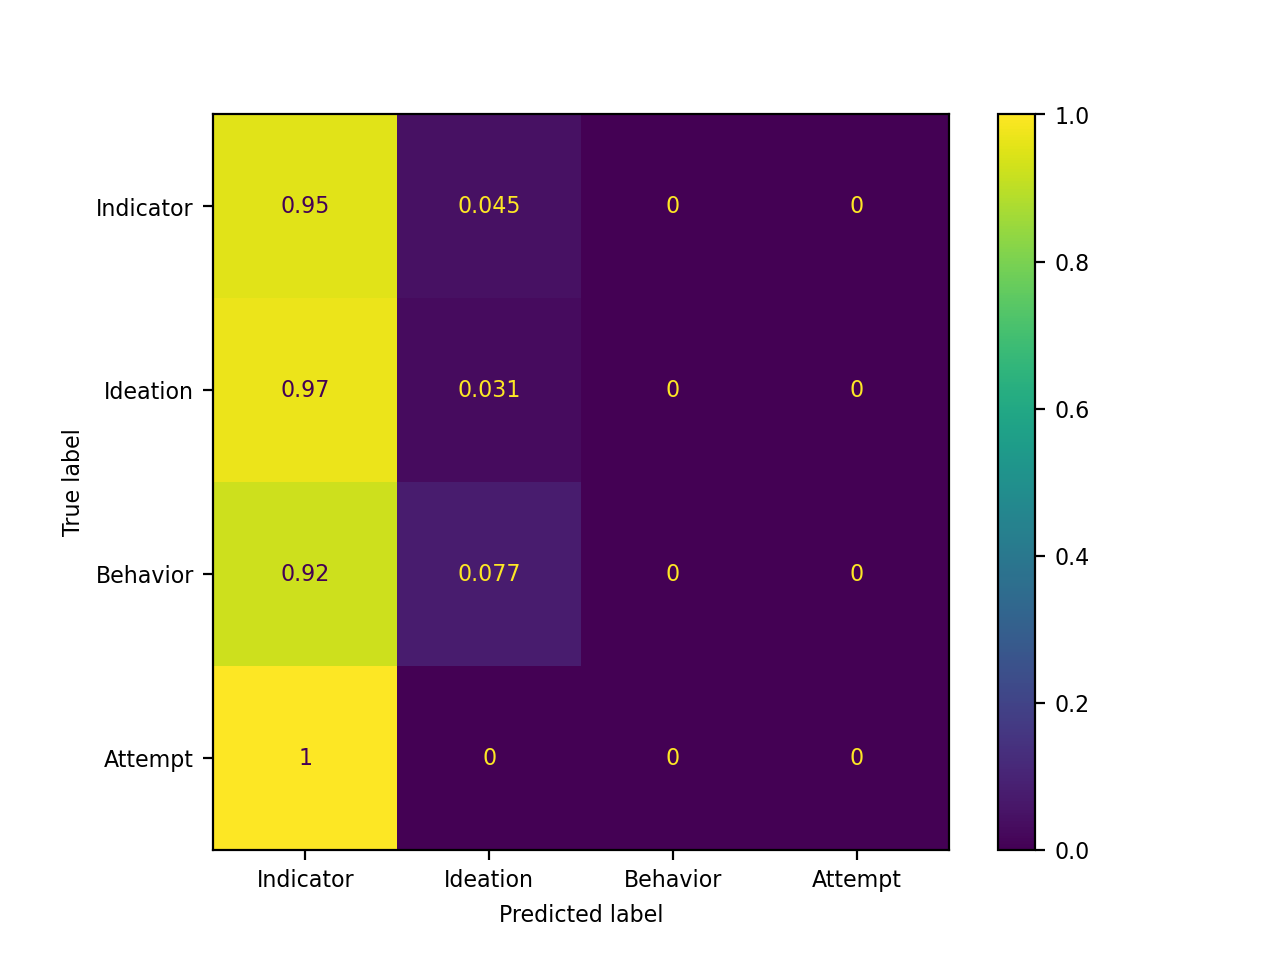 1.0
Indicator 0.95 0.045 0 0
0.8
Ideation 0.97 0.031 0 0
0.6
True label
0.4
Behavior 0.92 0.077 0 0
0.2
Attempt 1 0 0 0
0.0
Indicator Ideation Behavior Attempt
Predicted label